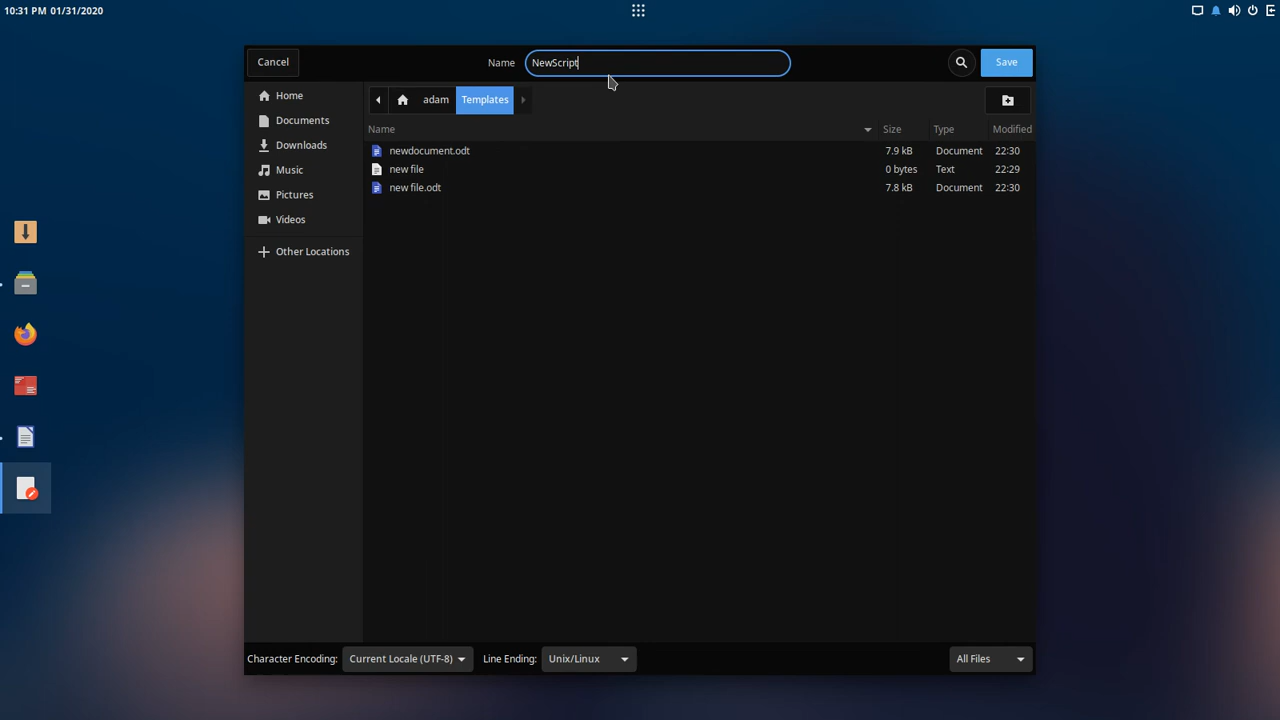 10:31 PM 01/31/2020
Cancel
Name
NewScript
Save
Home
Documents
Downloads
Music
Pictures
Videos
Other Locations
adam
Templates
Name Size Type Modified
newdocument.odt 7.9 kB Document 22:30
new file 0 bytes Text 22:29
new file.odt 7.8 kB Document 22:30
Character Encoding: Current Locale (UTF-8) Line Ending: Unix/Linux All Files